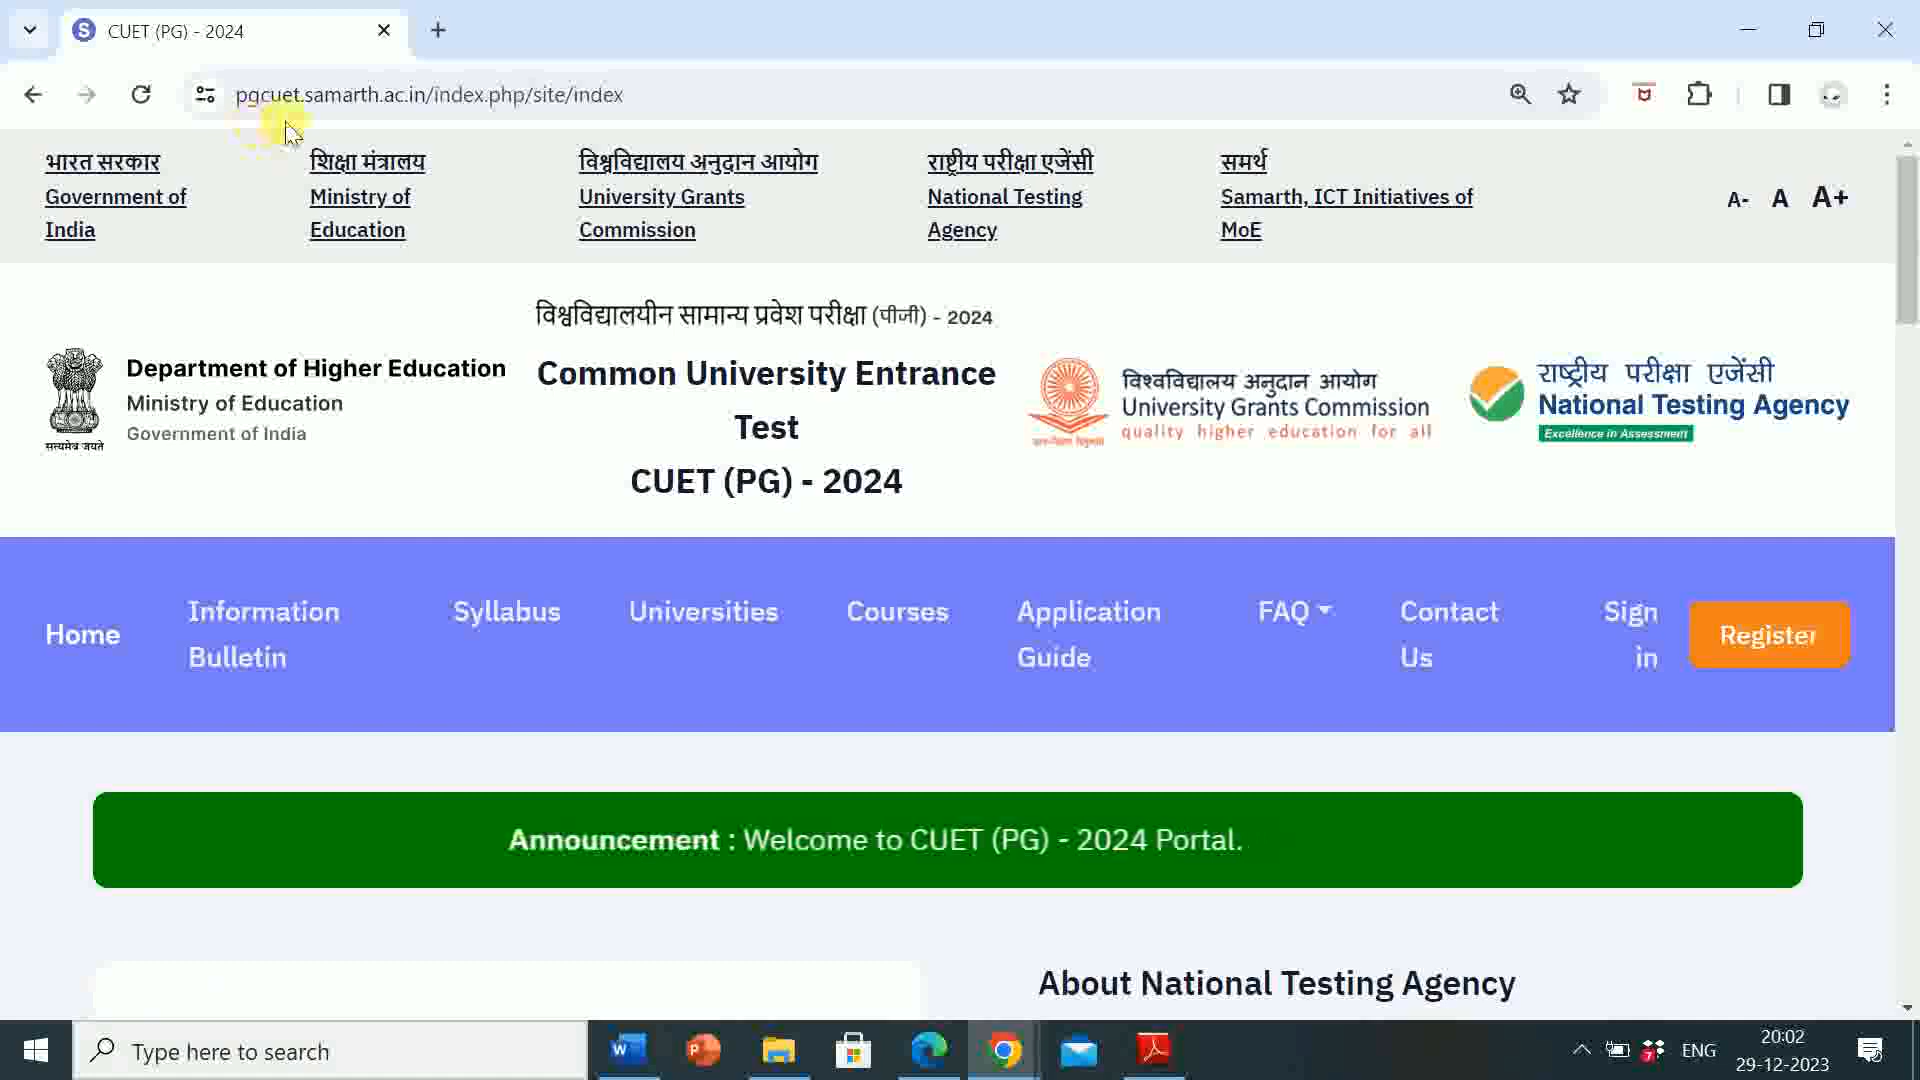 CUET (PG) - 2024
pgcuet.samarth.ac.in/index.php/site/index
भारत सरकार
Government of
India
शिक्षा मंत्रालय
Ministry of
Education
विश्वविद्यालय अनुदान आयोग
University Grants
Commission
राष्ट्रीय परीक्षा एजेंसी
National Testing
Agency
समर्थ
Samarth, ICT Initiatives of
MoE
A- A A+
सत्यमेव जयते
Department of Higher Education
Ministry of Education
Government of India
विश्वविद्यालयीन सामान्य प्रवेश परीक्षा (पीजी) - 2024
Common University Entrance
Test
CUET (PG) - 2024
विश्वविद्यालय अनुदान आयोग
University Grants Commission
quality higher education for all
राष्ट्रीय परीक्षा एजेंसी
National Testing Agency
Excellence in Assessment
Home
Information
Bulletin
Syllabus
Universities
Courses
Application
Guide
FAQ
Contact
Us
Sign
in
Register
Announcement : Welcome to CUET (PG) - 2024 Portal.
About National Testing Agency
Type here to search
ENG
20:02
29-12-2023